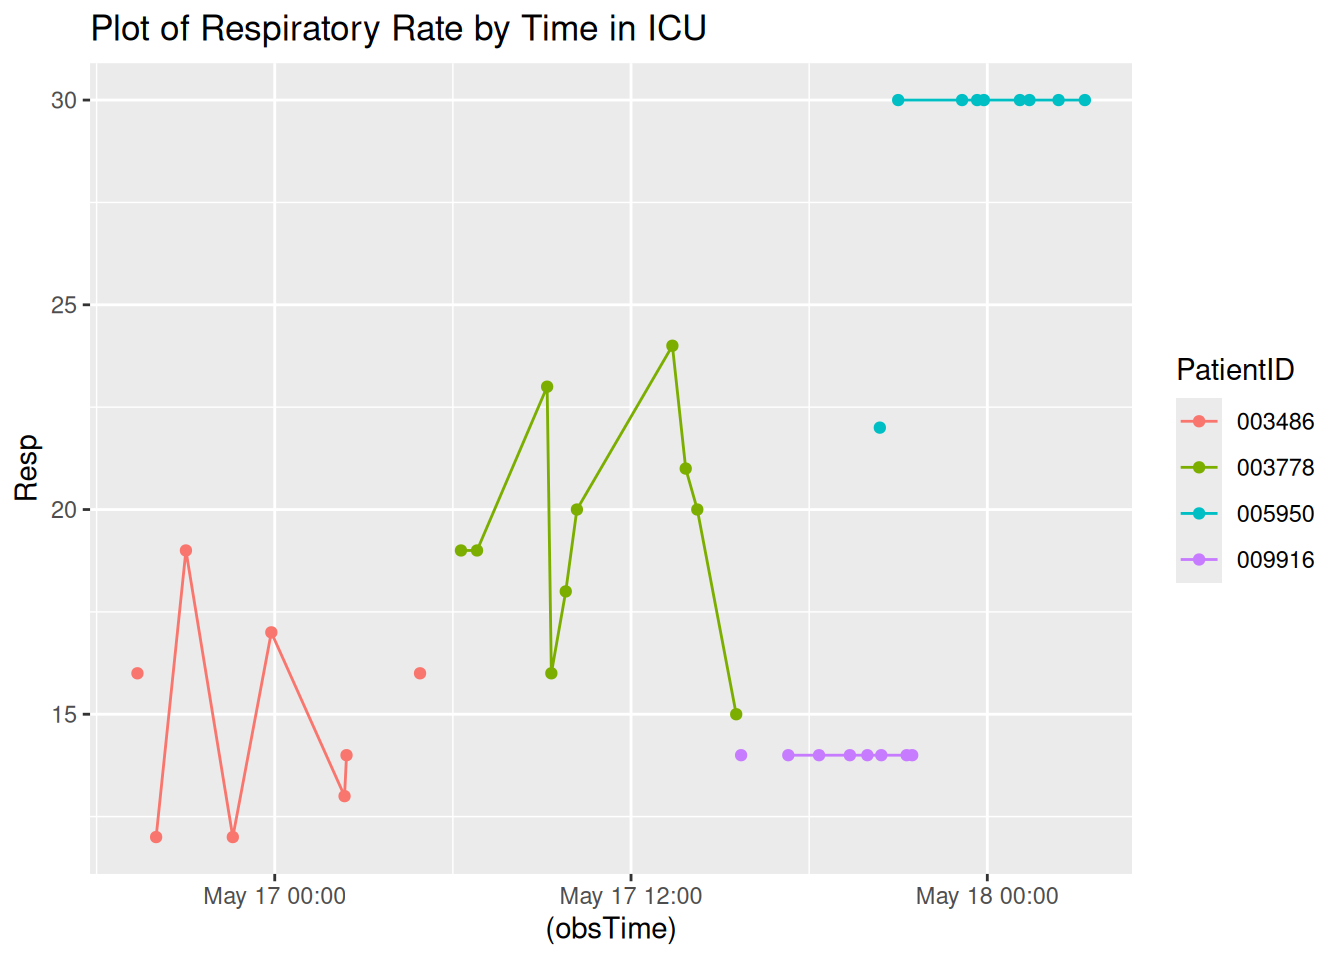 Plot of Respiratory Rate by Time in ICU
30
25
20
15
Resp
May 17 00:00
May 17 12:00
May 18 00:00
(obsTime)
PatientID
003486
003778
005950
009916